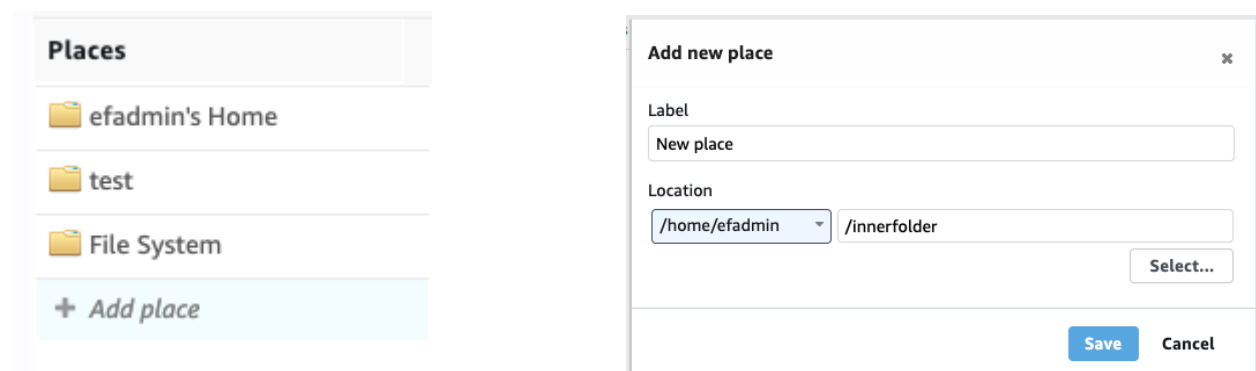 Places
efadmin's Home
test
File System
+ Add place
Add new place
Label
New place
Location
/home/efadmin /innerfolder
Select...
Save Cancel